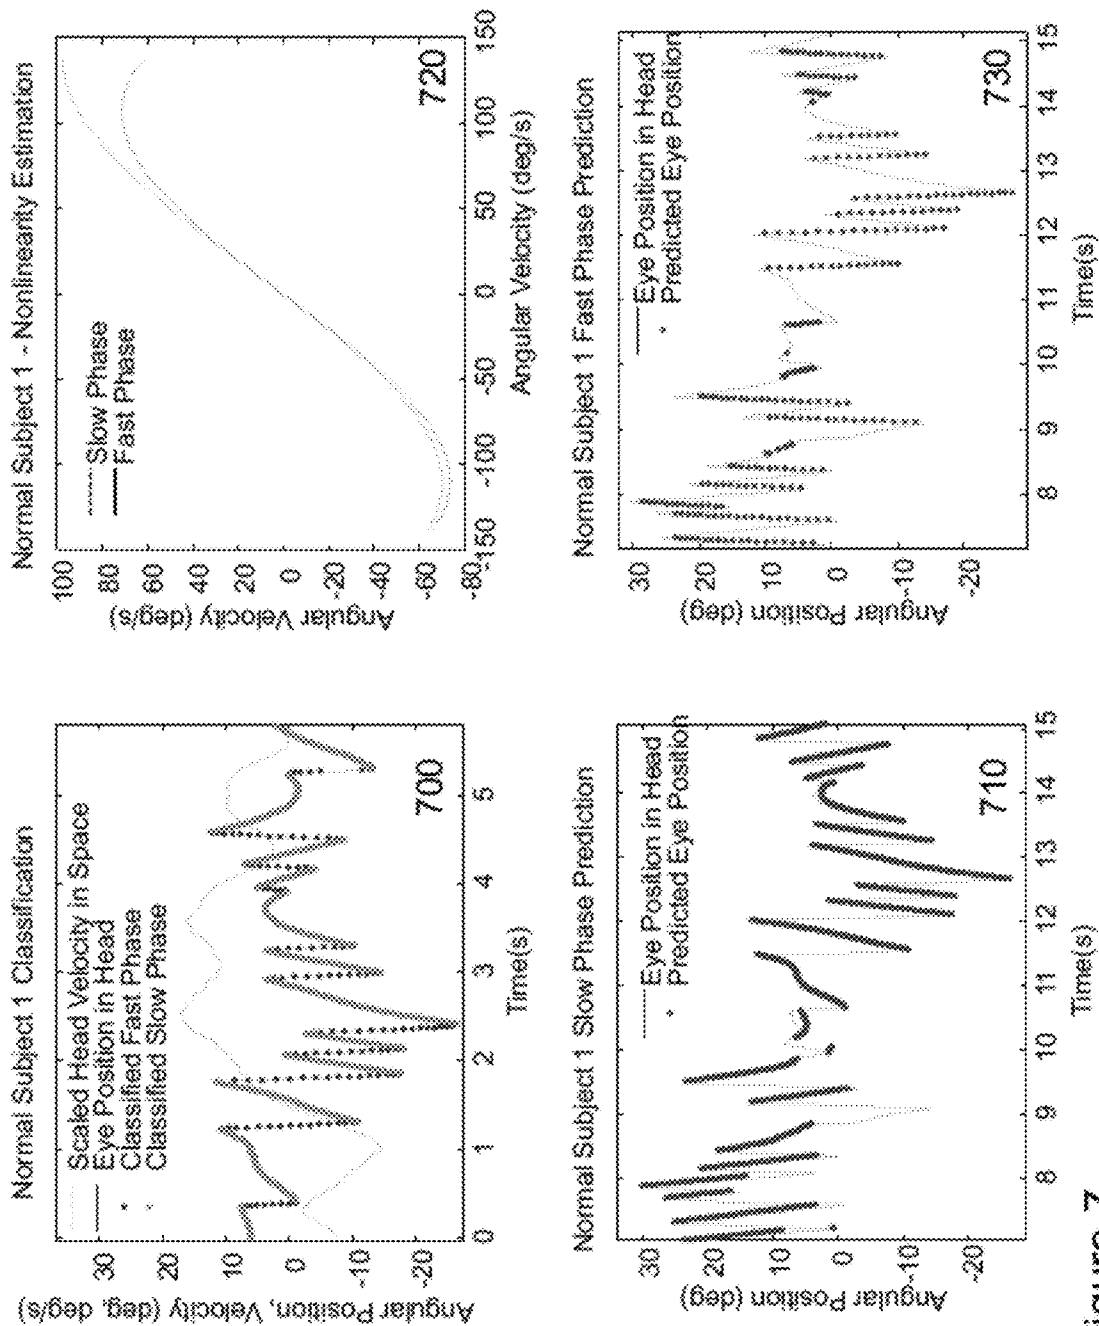 Normal Subject 1 Classification
Scaled Head Velocity in Space
Eye Position in Head
Classified Fast Phase
Classified Slow Phase
Angular Position, Velocity (deg, deg/s)
30
20
10
0
-10
-20
0
1
2
3
4
5
Time(s)
700
Normal Subject 1 - Nonlinearity Estimation
Slow Phase
Fast Phase
Angular Velocity (deg/s)
100
80
60
40
20
0
-20
-40
-60
-80
-150
-100
-50
0
50
100
150
Angular Velocity (deg/s)
720
Normal Subject 1 Slow Phase Prediction
Eye Position in Head
Predicted Eye Position
Angular Position (deg)
30
20
10
0
-10
-20
8
9
10
11
12
13
14
15
Time(s)
710
Normal Subject 1 Fast Phase Prediction
Eye Position in Head
Predicted Eye Position
Angular Position (deg)
30
20
10
0
-10
-20
8
9
10
11
12
13
14
15
Time(s)
730